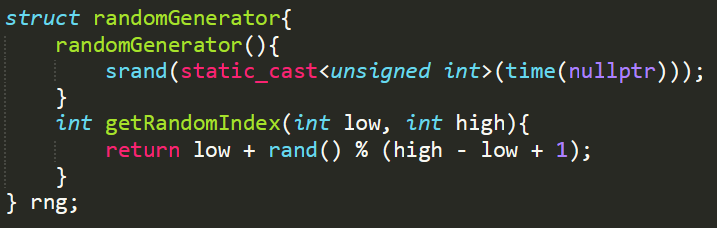 struct randomGenerator{
    randomGenerator(){
        srand(static_cast<unsigned int>(time(nullptr)));
    }
    int getRandomIndex(int low, int high){
        return low + rand() % (high - low + 1);
    }
} rng;